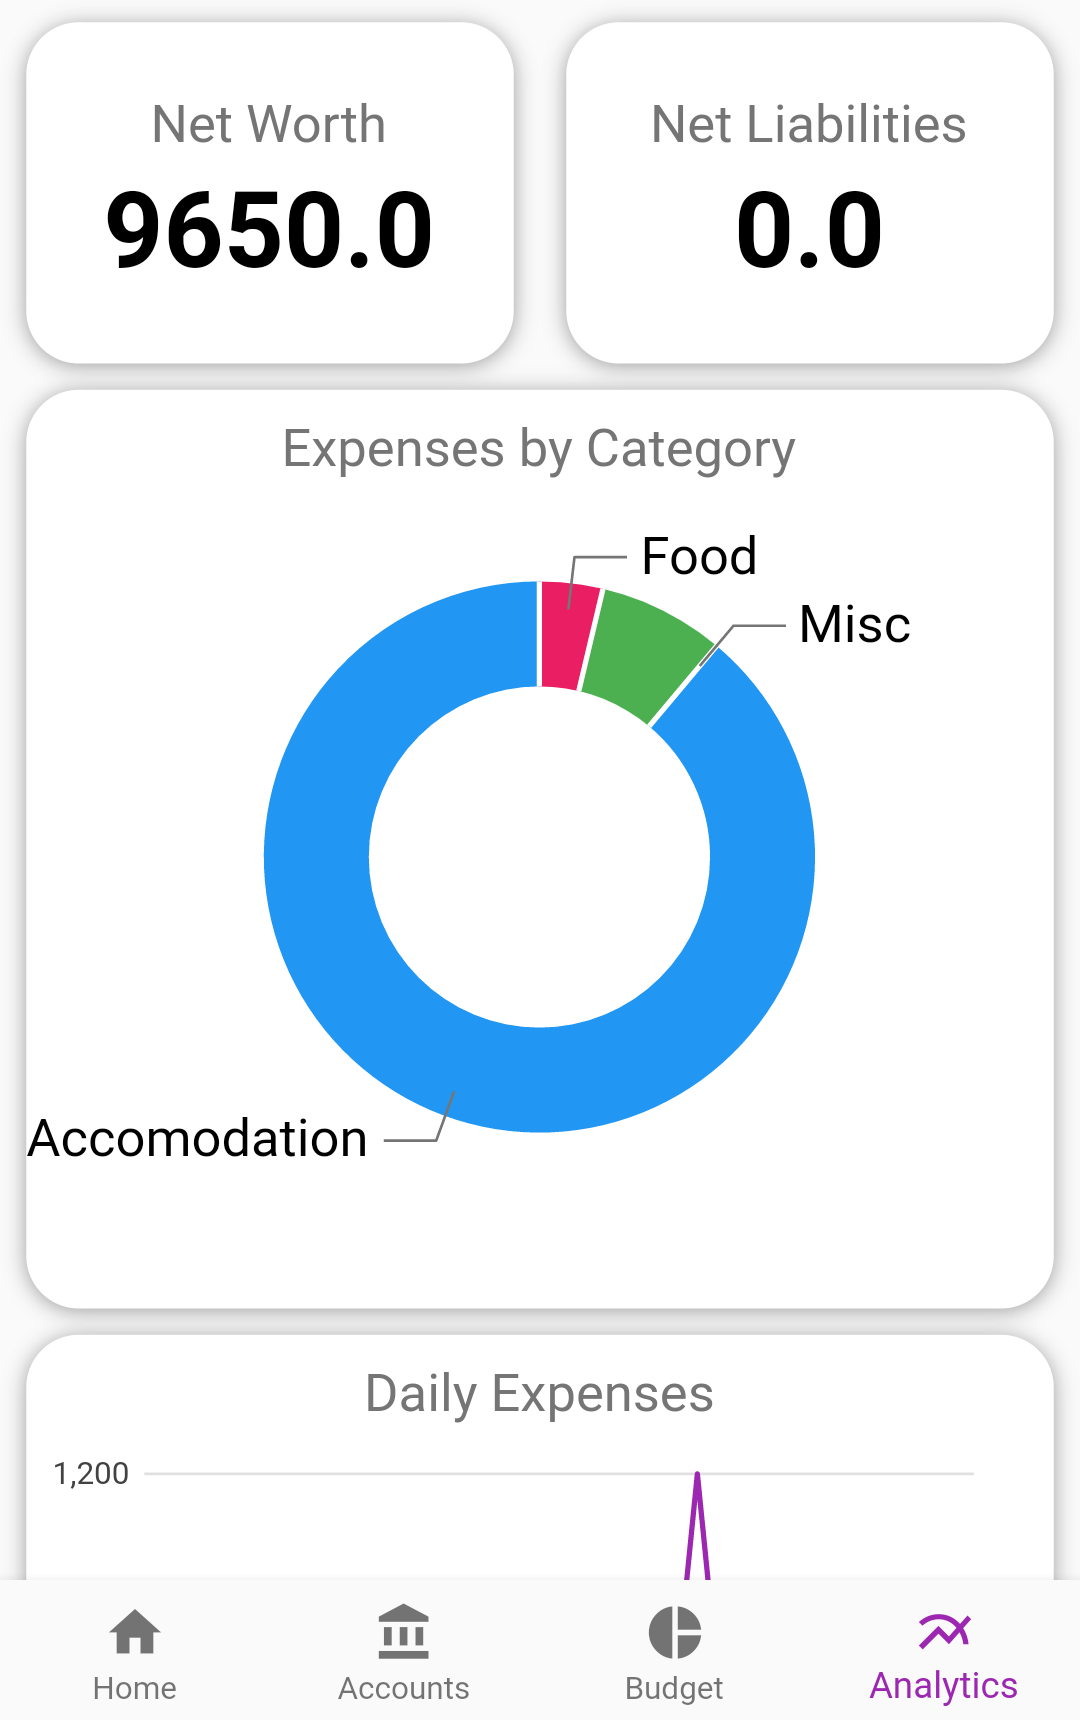 Net Worth
9650.0
Net Liabilities
0.0
Expenses by Category
Food
Misc
Accomodation
Daily Expenses
1,200
Home
Accounts
Budget
Analytics